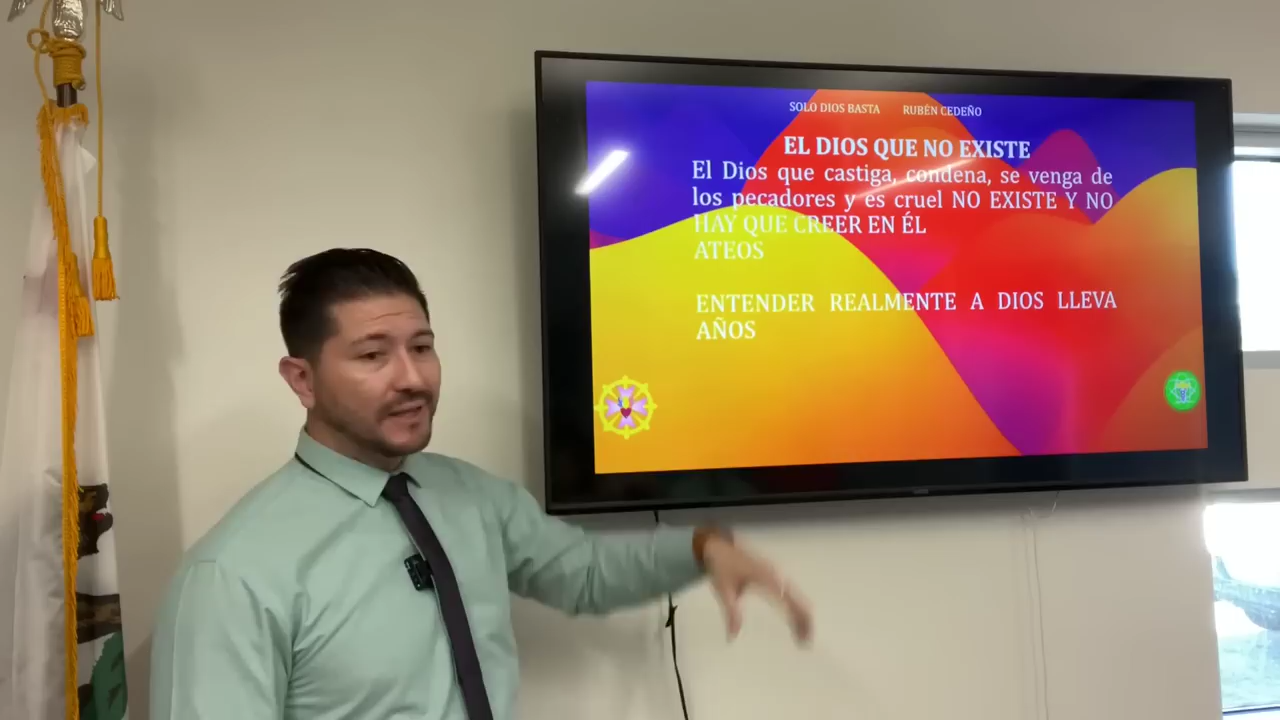 SOLO DIOS BASTA RUBÉN CEDEÑO
EL DIOS QUE NO EXISTE
El Dios que castiga, condena, se venga de
los pecadores y es cruel NO EXISTE Y NO
HAY QUE CREER EN ÉL
ATEOS
ENTENDER REALMENTE A DIOS LLEVA
AÑOS